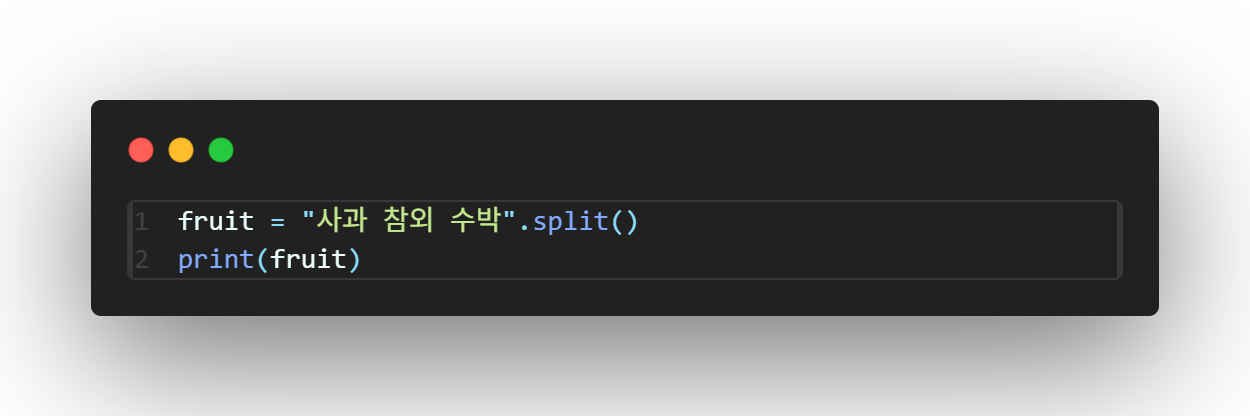 1 fruit = "사과 참외 수박".split()
2 print(fruit)